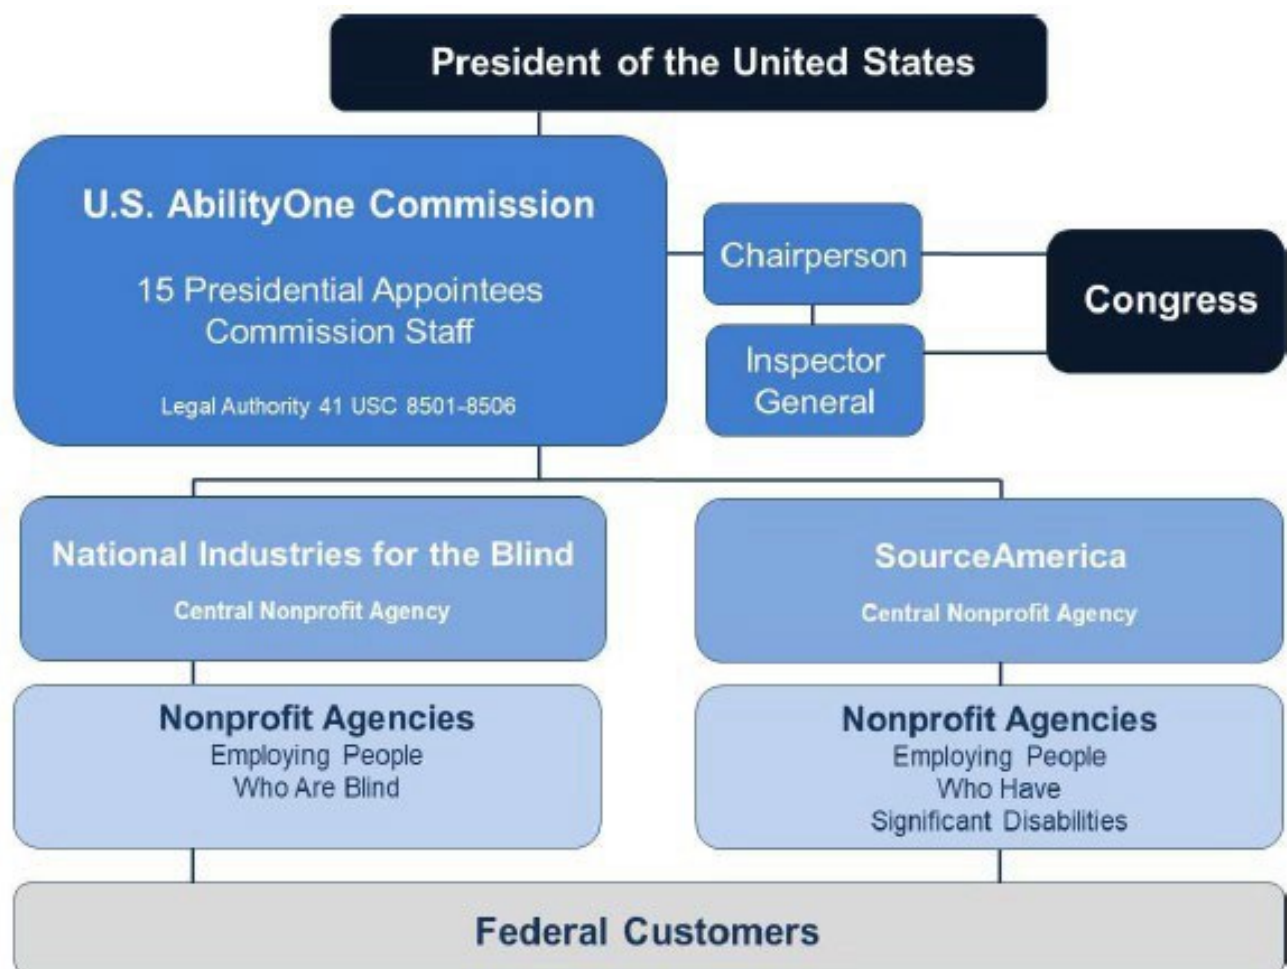 President of the United States
U.S. AbilityOne Commission
15 Presidential Appointees
Commission Staff
Legal Authority 41 USC 8501-8506
Chairperson
Inspector
General
Congress
National Industries for the Blind
Central Nonprofit Agency
SourceAmerica
Central Nonprofit Agency
Nonprofit Agencies
Employing People
Who Are Blind
Nonprofit Agencies
Employing People
Who Have
Significant Disabilities
Federal Customers